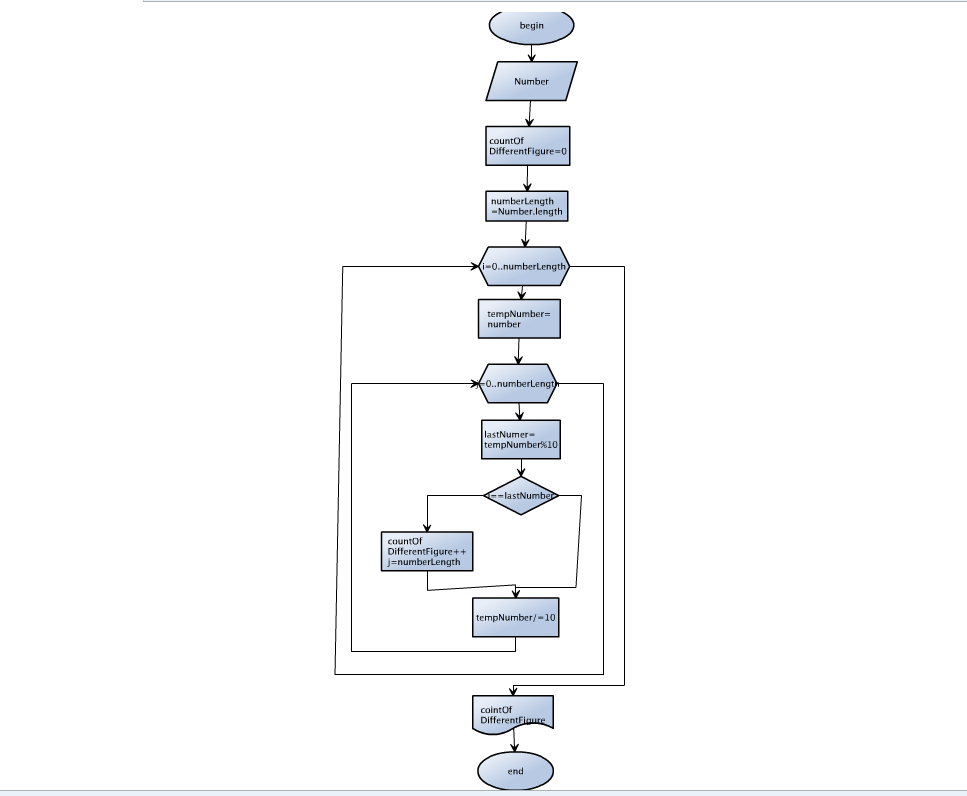 begin
Number
countOf
DifferentFigure=0
numberLength
=Number.length
i=0..numberLength
tempNumber=
number
j=0..numberLength
lastNumer=
tempNumber%10
i==lastNumber
countOf
DifferentFigure++
j=numberLength
tempNumber/=10
cointOf
DifferentFigure
end